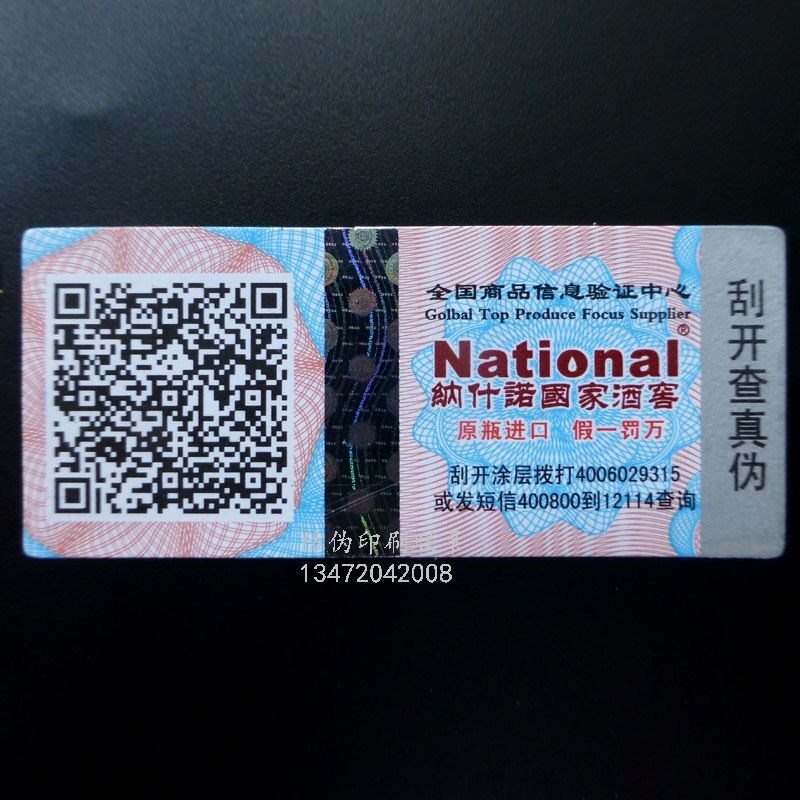 全国商品信息验证中心
Golbal Top Produce Focus Supplier
National®
納什諾國家酒窖
原瓶进口 假一罚万
刮开涂层拨打4006029315
或发短信400800到12114查询
刮开查真伪
伪印刷
13472042008